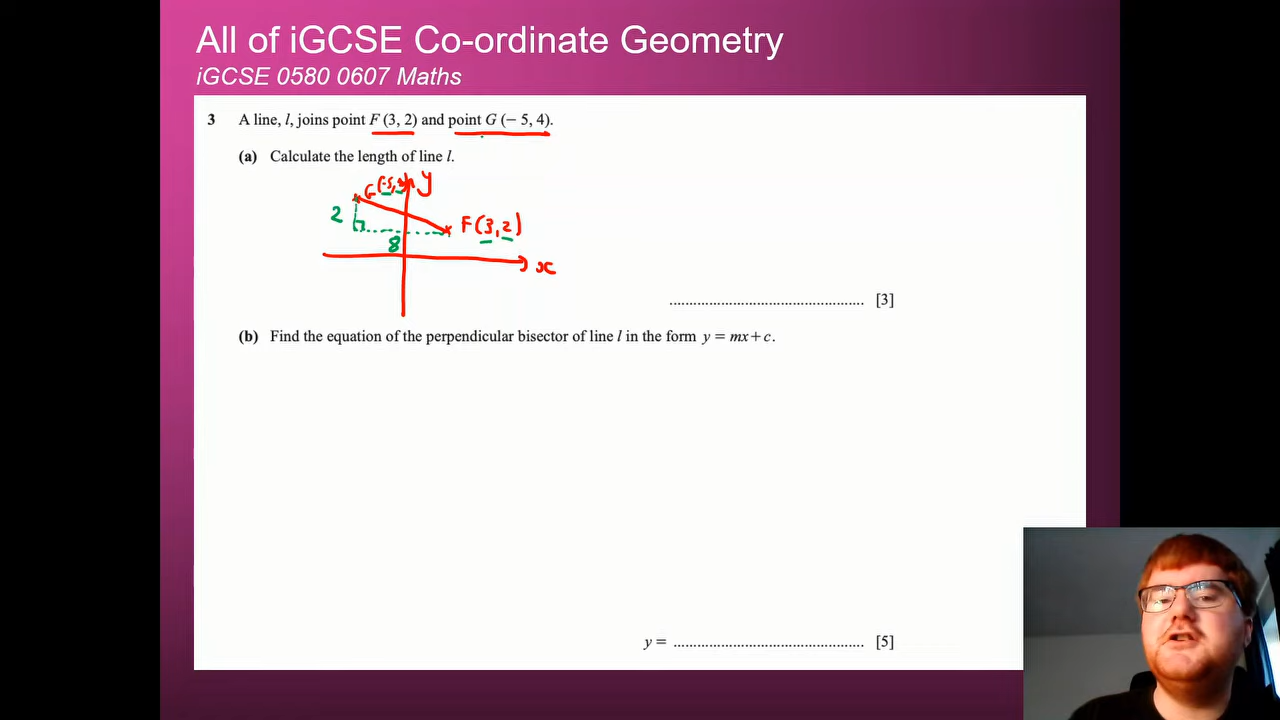 All of iGCSE Co-ordinate Geometry
iGCSE 0580 0607 Maths
3 A line, l, joins point F (3, 2) and point G (− 5, 4).
(a) Calculate the length of line l.
G(-5, y
2 F(3,2)
8
x
................................................ [3]
(b) Find the equation of the perpendicular bisector of line l in the form y = mx + c.
y = ................................................ [5]